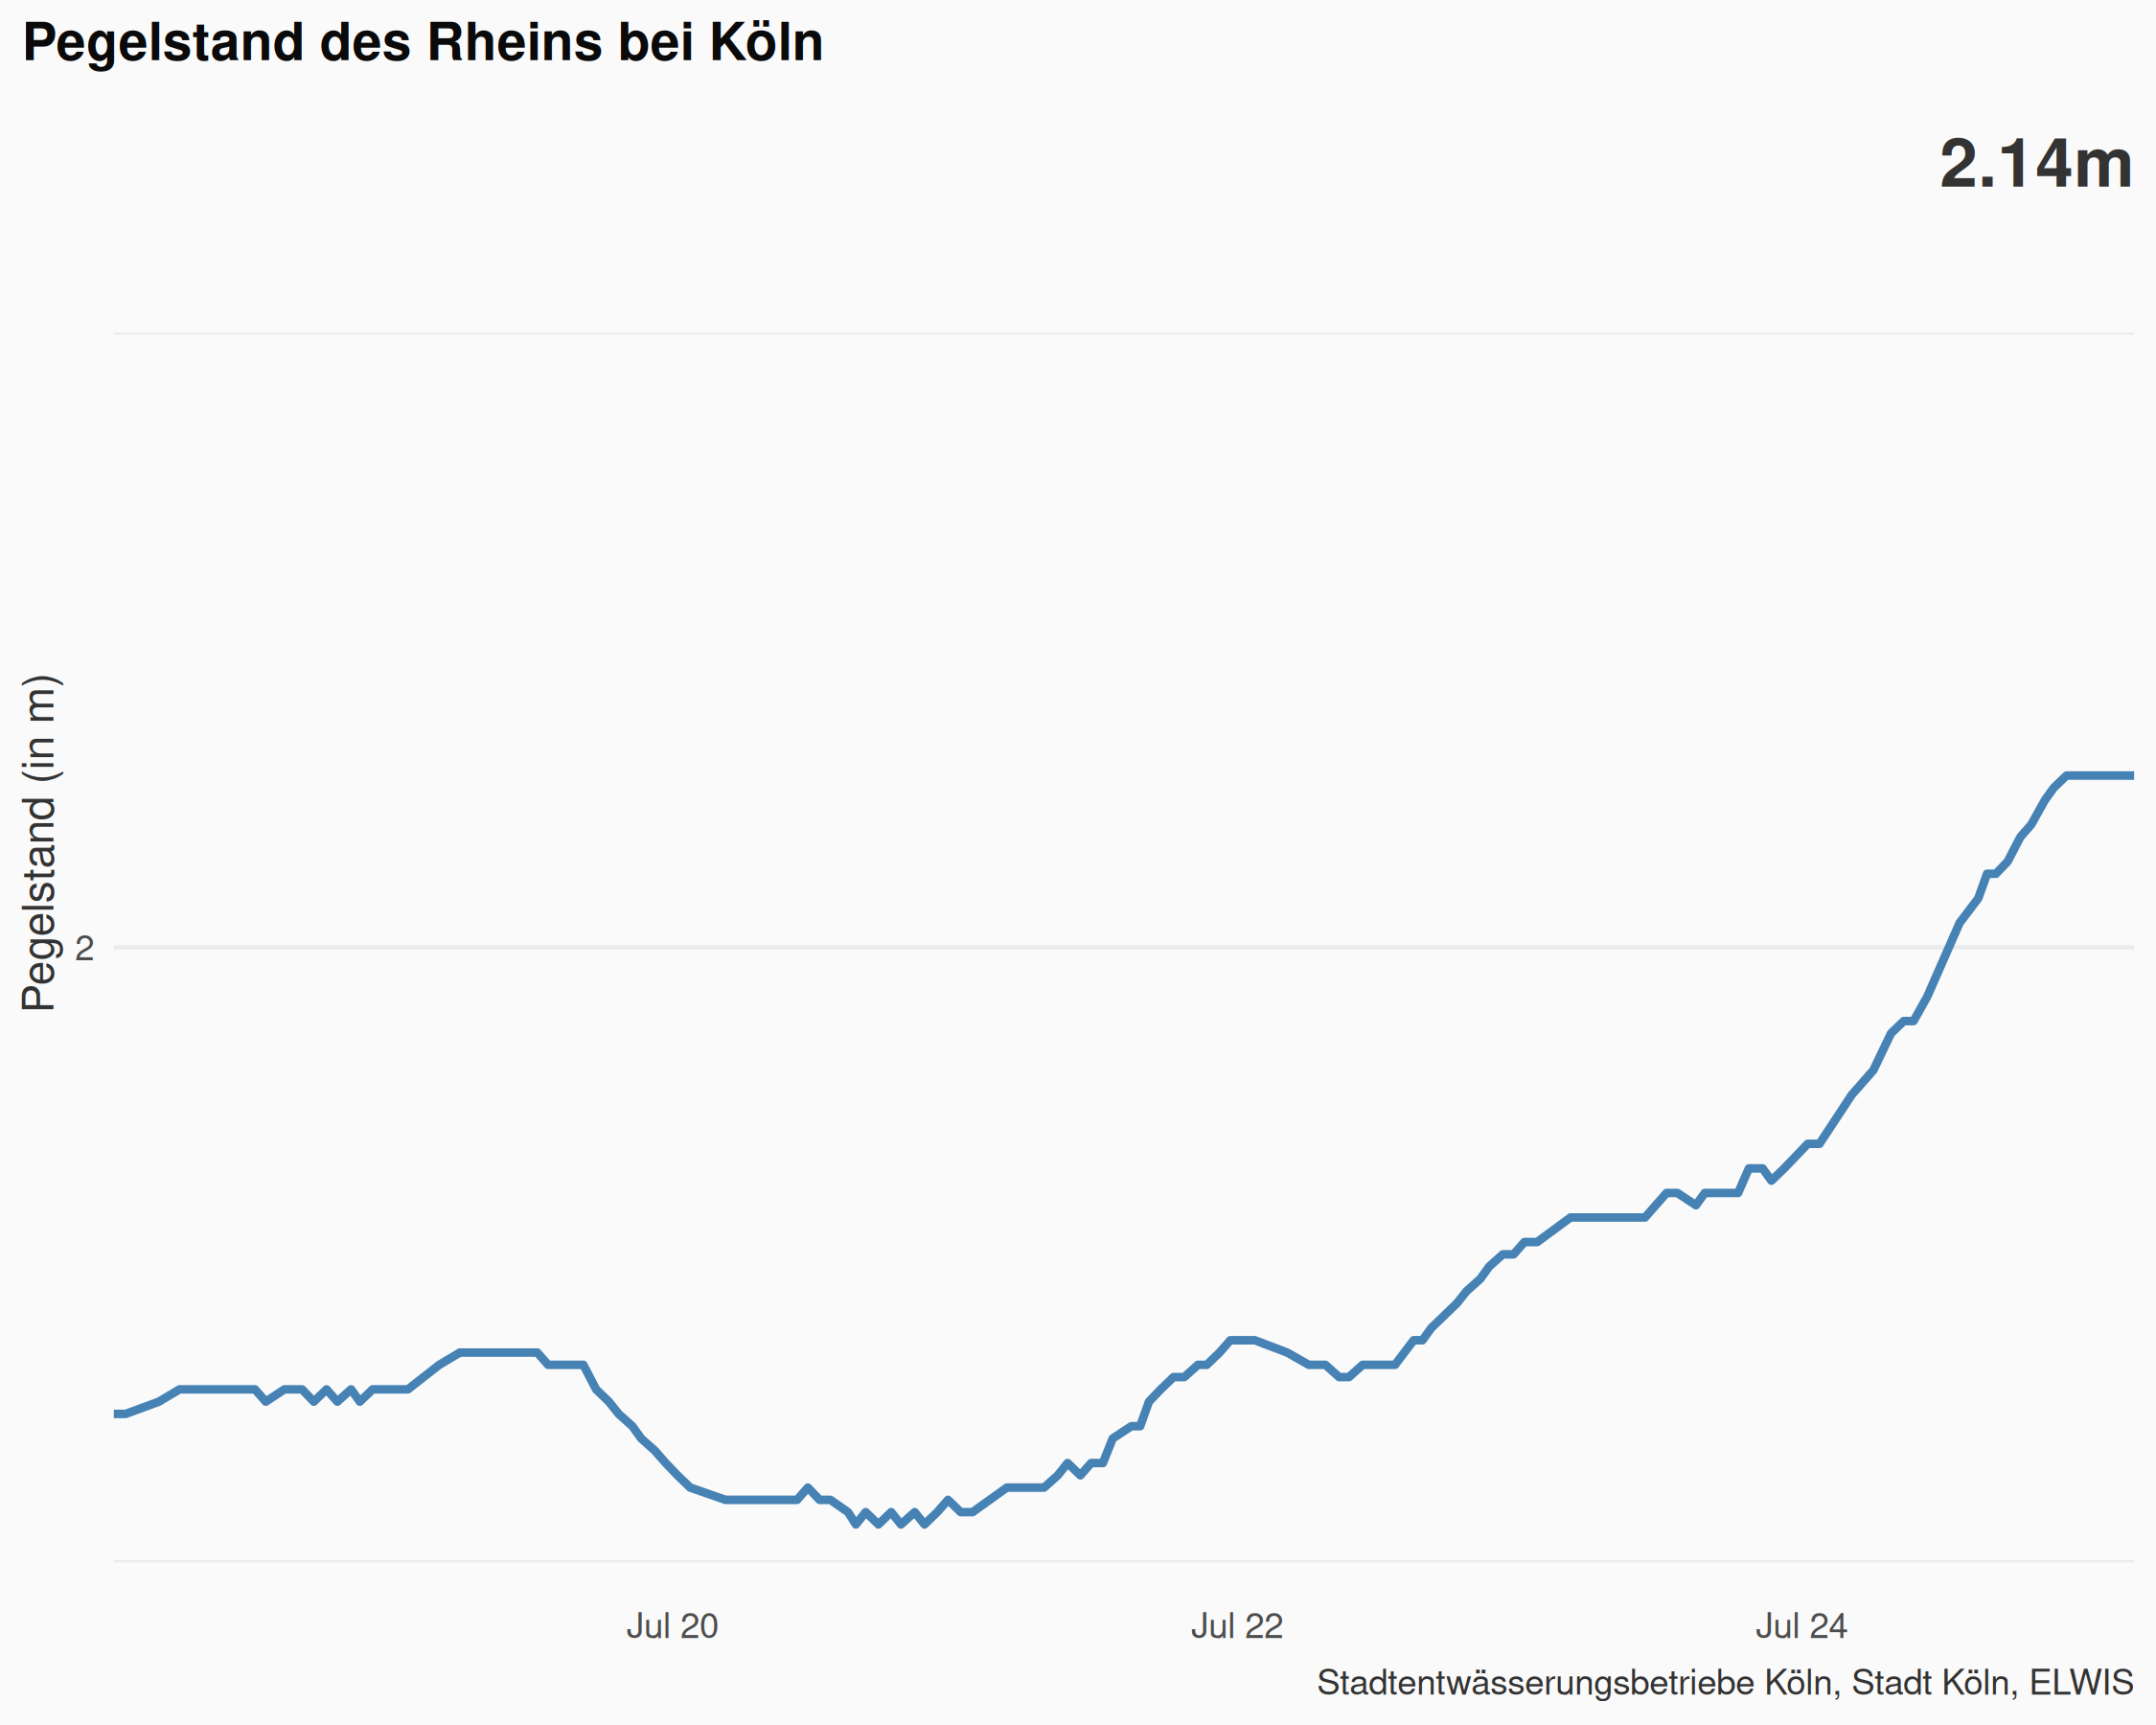 Pegelstand des Rheins bei Köln
2.14m
Pegelstand (in m)
2
Jul 20
Jul 22
Jul 24
Stadtentwässerungsbetriebe Köln, Stadt Köln, ELWIS